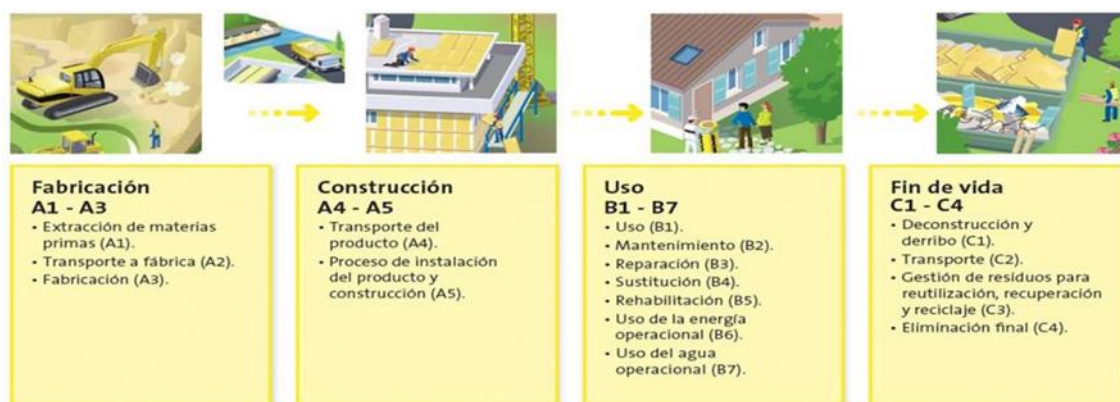 Fabricación
A1 - A3
• Extracción de materias
primas (A1).
• Transporte a fábrica (A2).
• Fabricación (A3).
Construcción
A4 - A5
• Transporte del
producto (A4).
• Proceso de instalación
del producto y
construcción (A5).
Uso
B1 - B7
• Uso (B1).
• Mantenimiento (B2).
• Reparación (B3).
• Sustitución (B4).
• Rehabilitación (B5).
• Uso de la energía
operacional (B6).
• Uso del agua
operacional (B7).
Fin de vida
C1 - C4
• Deconstrucción y
derribo (C1).
• Transporte (C2).
• Gestión de residuos para
reutilización, recuperación
y reciclaje (C3).
• Eliminación final (C4).